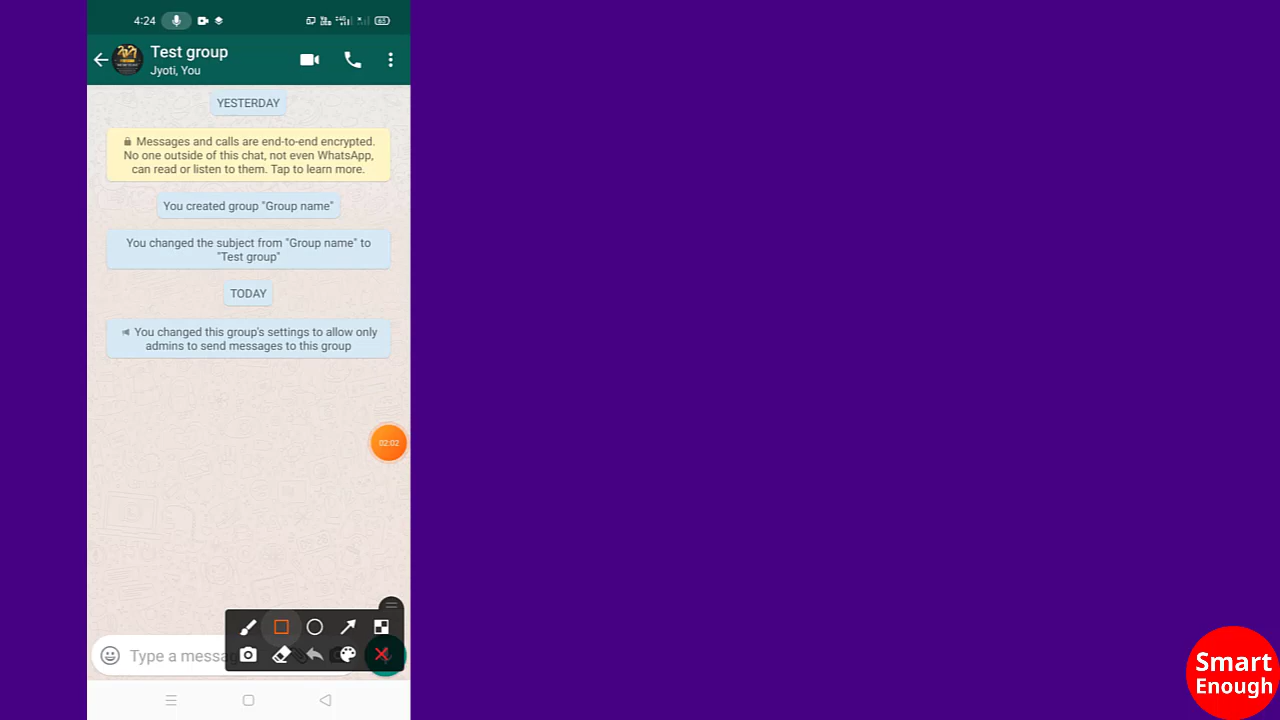 4:24
63
Test group
Jyoti, You
YESTERDAY
Messages and calls are end-to-end encrypted.
No one outside of this chat, not even WhatsApp,
can read or listen to them. Tap to learn more.
You created group "Group name"
You changed the subject from "Group name" to
"Test group"
TODAY
You changed this group's settings to allow only
admins to send messages to this group
02:02
Type a messa
Smart
Enough